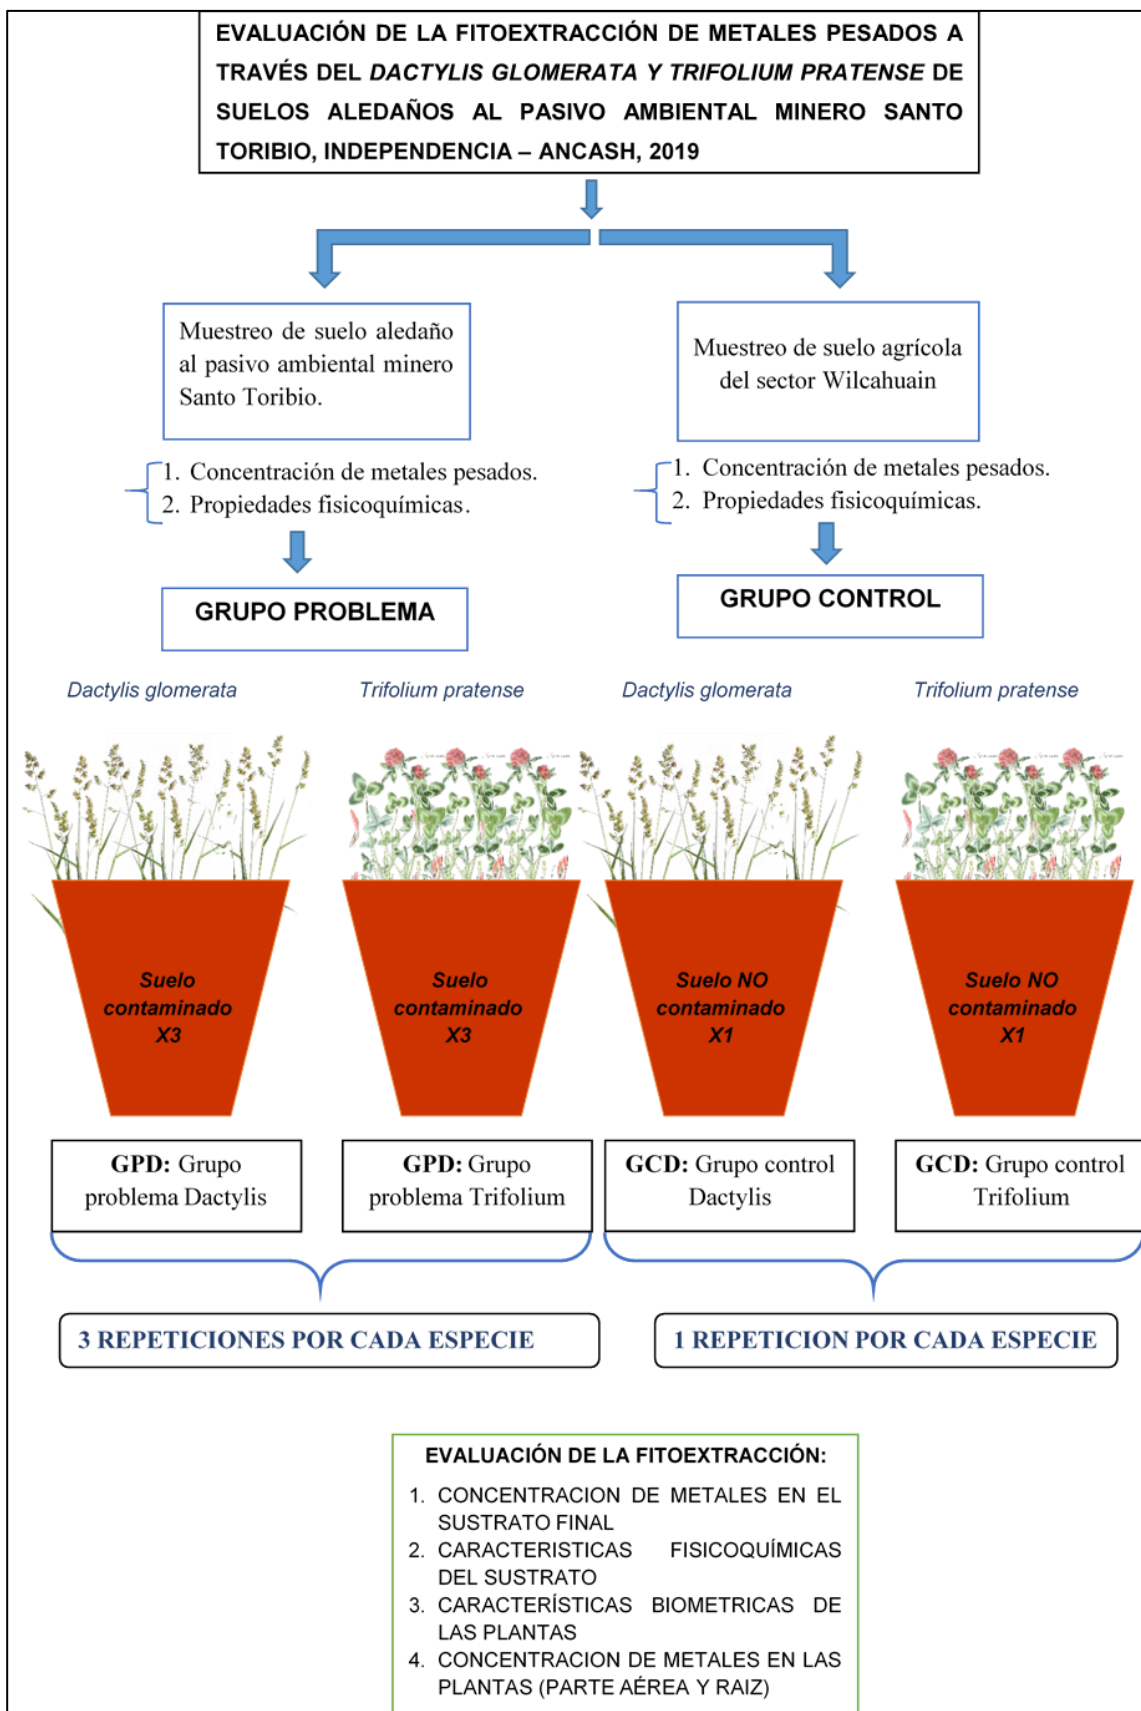 EVALUACIÓN DE LA FITOEXTRACCIÓN DE METALES PESADOS A
TRAVÉS DEL DACTYLIS GLOMERATA Y TRIFOLIUM PRATENSE DE
SUELOS ALEDAÑOS AL PASIVO AMBIENTAL MINERO SANTO
TORIBIO, INDEPENDENCIA – ANCASH, 2019
Muestreo de suelo aledaño
al pasivo ambiental minero
Santo Toribio.
1. Concentración de metales pesados.
2. Propiedades fisicoquímicas.
GRUPO PROBLEMA
Muestreo de suelo agrícola
del sector Wilcahuain
1. Concentración de metales pesados.
2. Propiedades fisicoquímicas.
GRUPO CONTROL
Dactylis glomerata
Trifolium pratense
Dactylis glomerata
Trifolium pratense
Suelo
contaminado
X3
Suelo
contaminado
X3
Suelo NO
contaminado
X1
Suelo NO
contaminado
X1
GPD: Grupo
problema Dactylis
GPD: Grupo
problema Trifolium
GCD: Grupo control
Dactylis
GCD: Grupo control
Trifolium
3 REPETICIONES POR CADA ESPECIE
1 REPETICION POR CADA ESPECIE
EVALUACIÓN DE LA FITOEXTRACCIÓN:
1. CONCENTRACION DE METALES EN EL
SUSTRATO FINAL
2. CARACTERISTICAS FISICOQUÍMICAS
DEL SUSTRATO
3. CARACTERÍSTICAS BIOMETRICAS DE
LAS PLANTAS
4. CONCENTRACION DE METALES EN LAS
PLANTAS (PARTE AÉREA Y RAIZ)